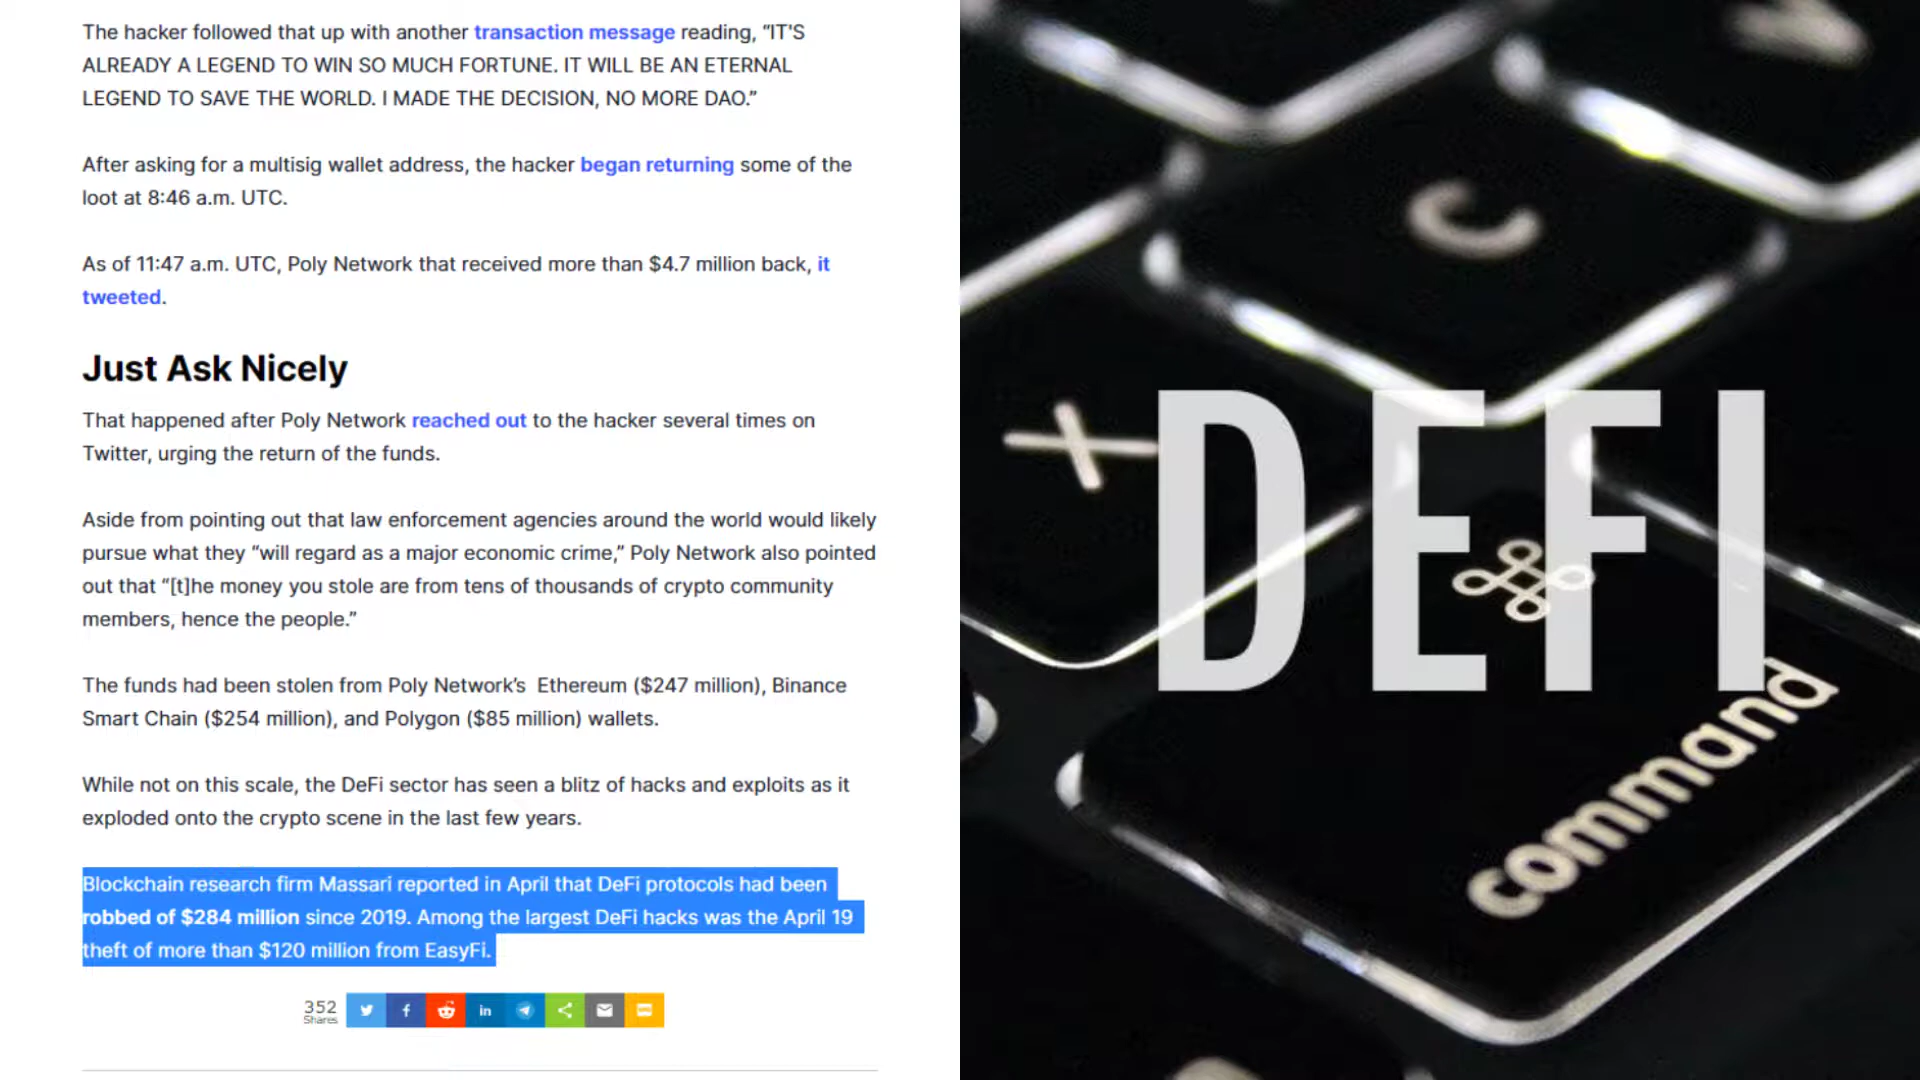 The hacker followed that up with another transaction message reading, “IT'S
ALREADY A LEGEND TO WIN SO MUCH FORTUNE. IT WILL BE AN ETERNAL
LEGEND TO SAVE THE WORLD. I MADE THE DECISION, NO MORE DAO.”
After asking for a multisig wallet address, the hacker began returning some of the
loot at 8:46 a.m. UTC.
As of 11:47 a.m. UTC, Poly Network that received more than $4.7 million back, it
tweeted.
Just Ask Nicely
That happened after Poly Network reached out to the hacker several times on
Twitter, urging the return of the funds.
Aside from pointing out that law enforcement agencies around the world would likely
pursue what they “will regard as a major economic crime,” Poly Network also pointed
out that “[t]he money you stole are from tens of thousands of crypto community
members, hence the people.”
The funds had been stolen from Poly Network’s  Ethereum ($247 million), Binance
Smart Chain ($254 million), and Polygon ($85 million) wallets.
While not on this scale, the DeFi sector has seen a blitz of hacks and exploits as it
exploded onto the crypto scene in the last few years.
Blockchain research firm Massari reported in April that DeFi protocols had been
robbed of $284 million since 2019. Among the largest DeFi hacks was the April 19
theft of more than $120 million from EasyFi.
352
Shares
C
X
DEFI
command